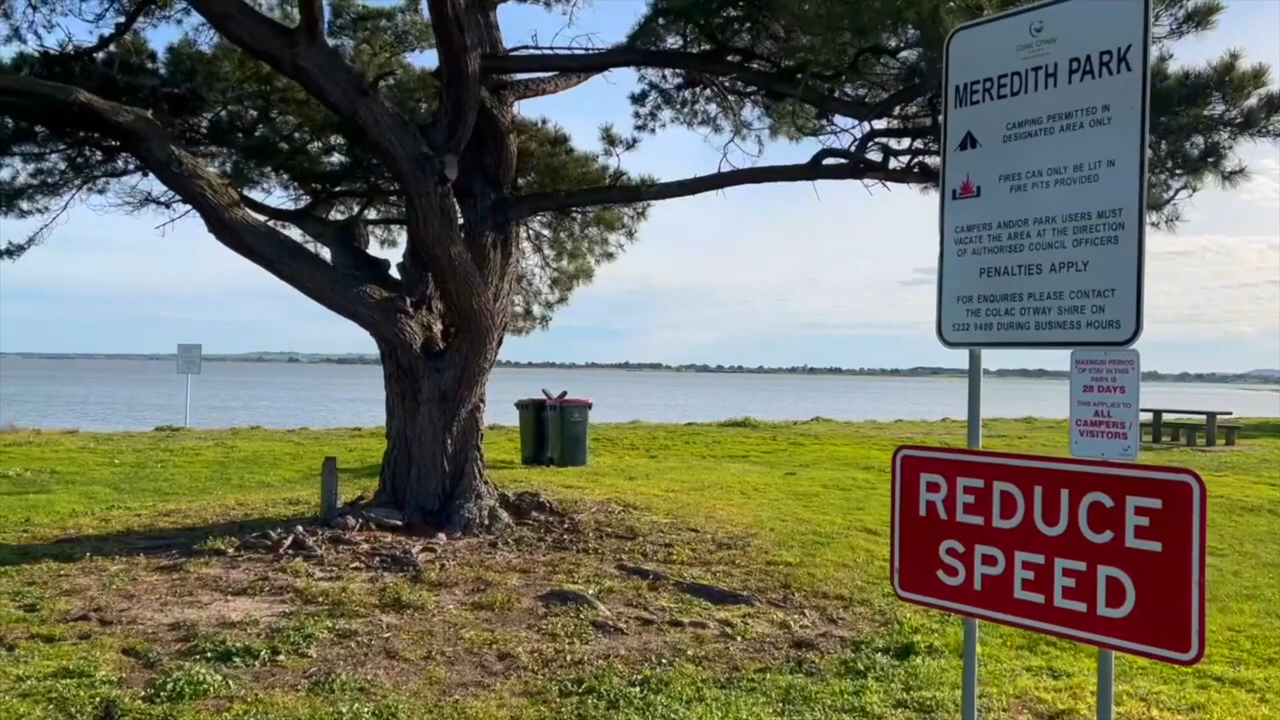 COLAC OTWAY
MEREDITH PARK
CAMPING PERMITTED IN
DESIGNATED AREA ONLY
FIRES CAN ONLY BE LIT IN
FIRE PITS PROVIDED
CAMPERS AND/OR PARK USERS MUST
VACATE THE AREA AT THE DIRECTION
OF AUTHORISED COUNCIL OFFICERS
PENALTIES APPLY
FOR ENQUIRIES PLEASE CONTACT
THE COLAC OTWAY SHIRE ON
5232 9400 DURING BUSINESS HOURS
MAXIMUM PERIOD
OF STAY IN THIS
PARK IS
28 DAYS
THIS APPLIES TO
ALL
CAMPERS /
VISITORS
REDUCE
SPEED